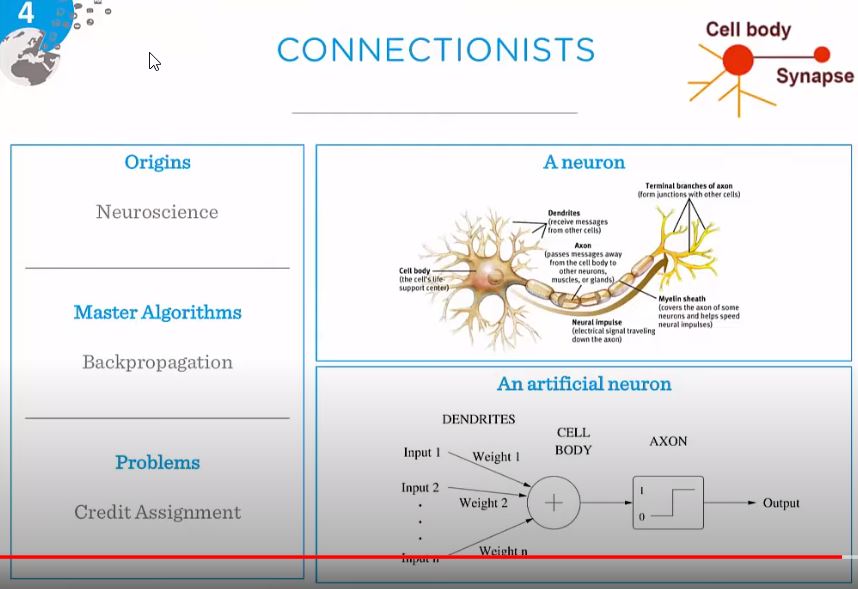 4
CONNECTIONISTS
Cell body
Synapse
Origins
Neuroscience
Master Algorithms
Backpropagation
Problems
Credit Assignment
A neuron
Terminal branches of axon
(form junctions with other cells)
Dendrites
(receive messages
from other cells)
Axon
(passes messages away
from the cell body to
other neurons,
muscles, or glands)
Cell body
(the cell's life-
support center)
Myelin sheath
(covers the axon of some
neurons and helps speed
neural impulses)
Neural impulse
(electrical signal traveling
down the axon)
An artificial neuron
DENDRITES
CELL
BODY
AXON
Input 1
Weight 1
Input 2
Weight 2
.
.
.
Input n
Weight n
+
1
0
Output